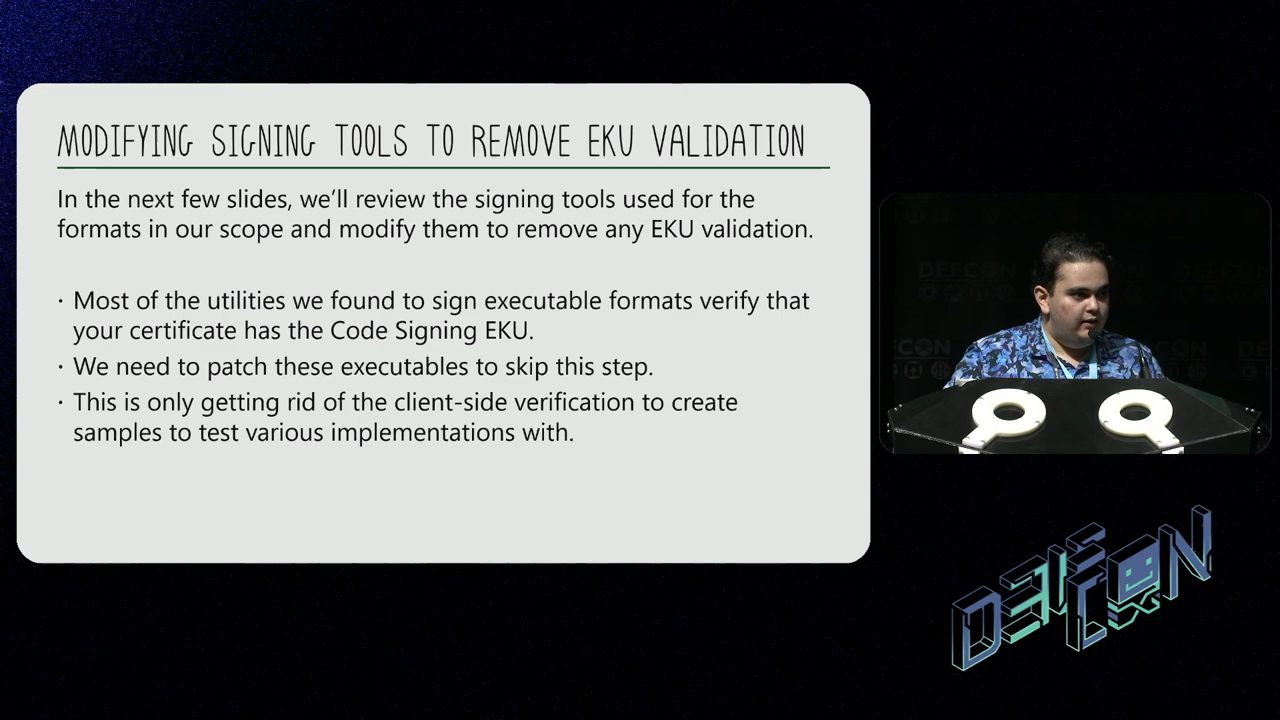 MODIFYING SIGNING TOOLS TO REMOVE EKU VALIDATION
In the next few slides, we’ll review the signing tools used for the
formats in our scope and modify them to remove any EKU validation.
· Most of the utilities we found to sign executable formats verify that
your certificate has the Code Signing EKU.
· We need to patch these executables to skip this step.
· This is only getting rid of the client-side verification to create
samples to test various implementations with.
DEFCON
DEF
CON